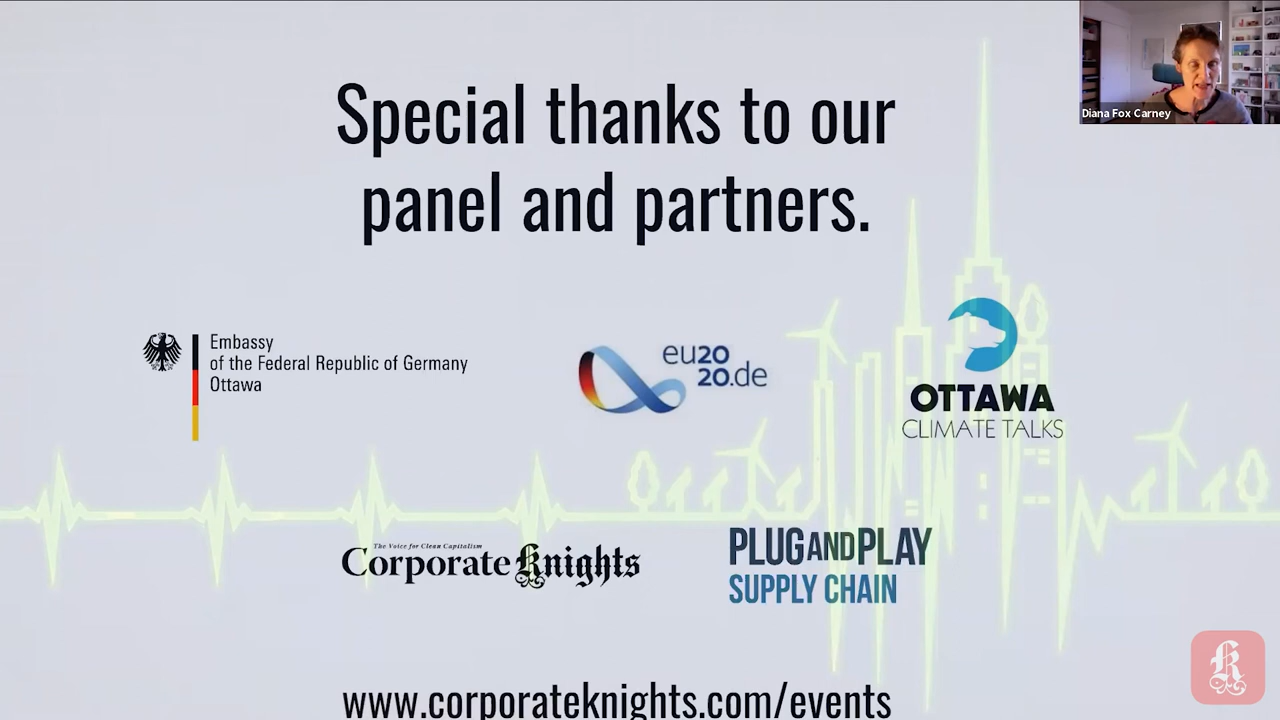 Special thanks to our
panel and partners.
Diana Fox Carney
Embassy
of the Federal Republic of Germany
Ottawa
eu20
20.de
OTTAWA
CLIMATE TALKS
The Voice for Clean Capitalism
Corporate Knights
PLUG AND PLAY
SUPPLY CHAIN
K
www.corporateknights.com/events